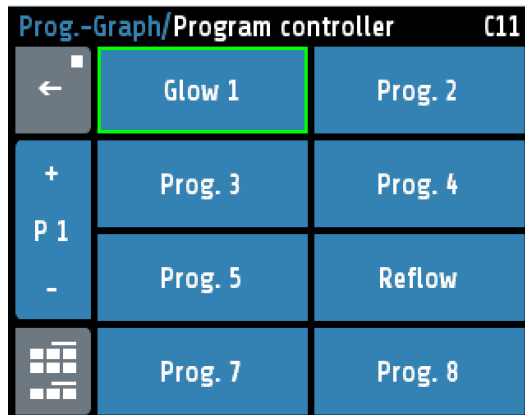 Prog.-Graph/Program controller C11
← Glow 1 Prog. 2
+
Prog. 3 Prog. 4
P 1
-
Prog. 5 Reflow
Prog. 7 Prog. 8